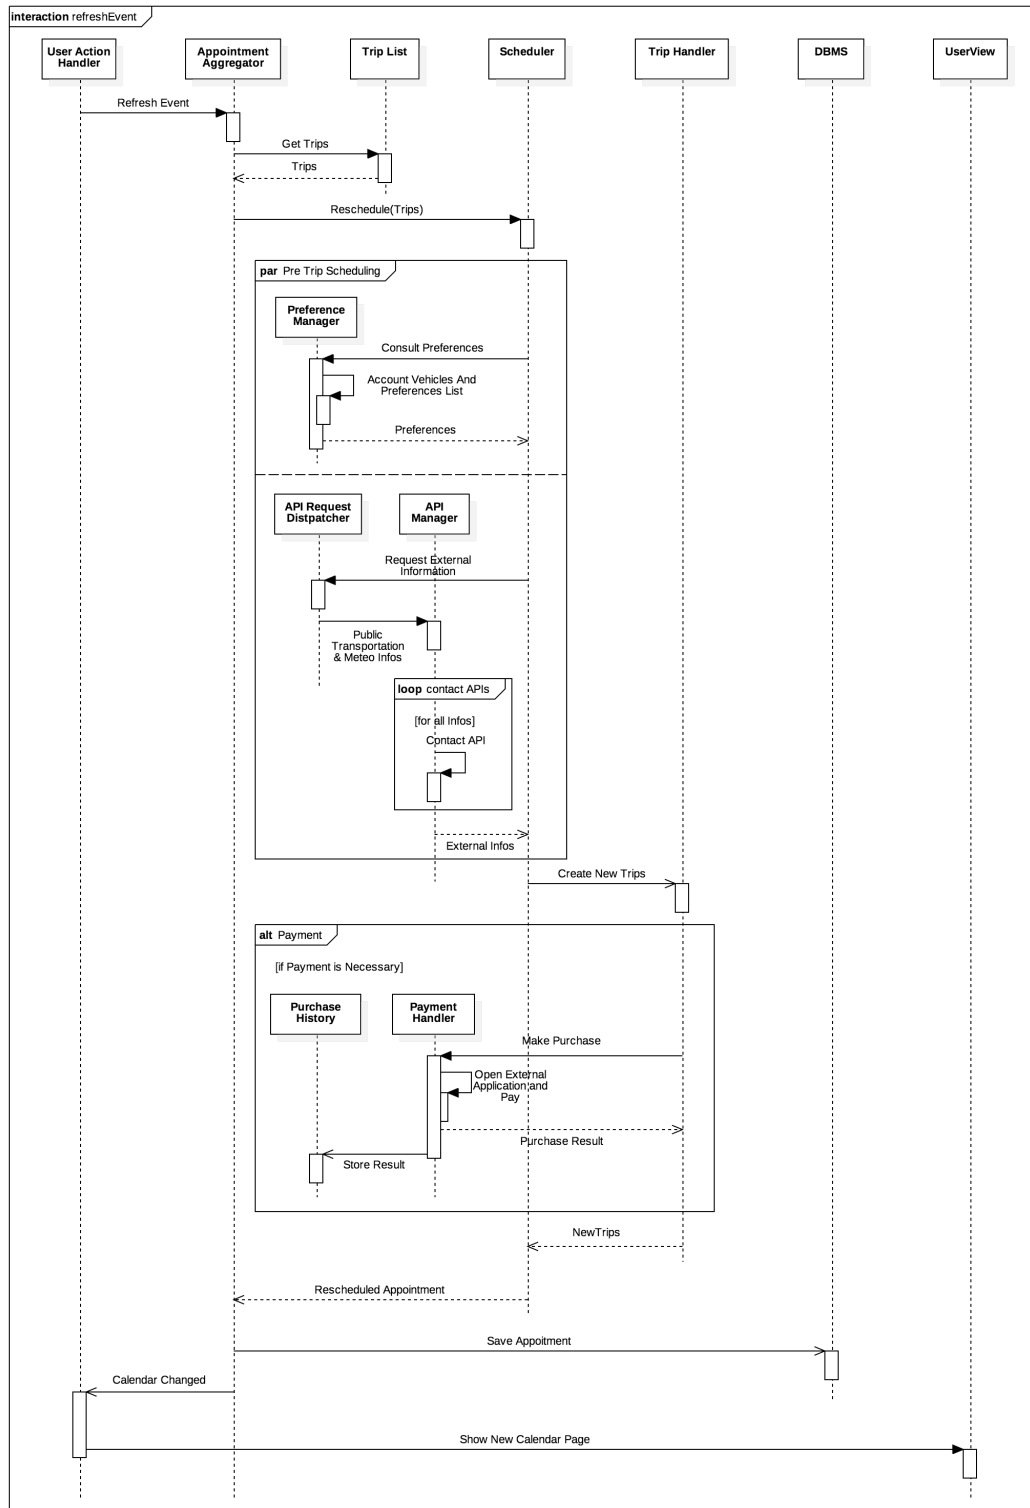 interaction refreshEvent
User Action
Handler
Appointment
Aggregator
Trip List
Scheduler
Trip Handler
DBMS
UserView
Refresh Event
Get Trips
Trips
Reschedule(Trips)
par Pre Trip Scheduling
Preference
Manager
Consult Preferences
Account Vehicles And
Preferences List
Preferences
API Request
Distpatcher
API
Manager
Request External
Information
Public
Transportation
& Meteo Infos
loop contact APIs
[for all Infos]
Contact API
External Infos
Create New Trips
alt Payment
[if Payment is Necessary]
Purchase
History
Payment
Handler
Make Purchase
Open External
Application and
Pay
Purchase Result
Store Result
NewTrips
Rescheduled Appointment
Save Appoitment
Calendar Changed
Show New Calendar Page